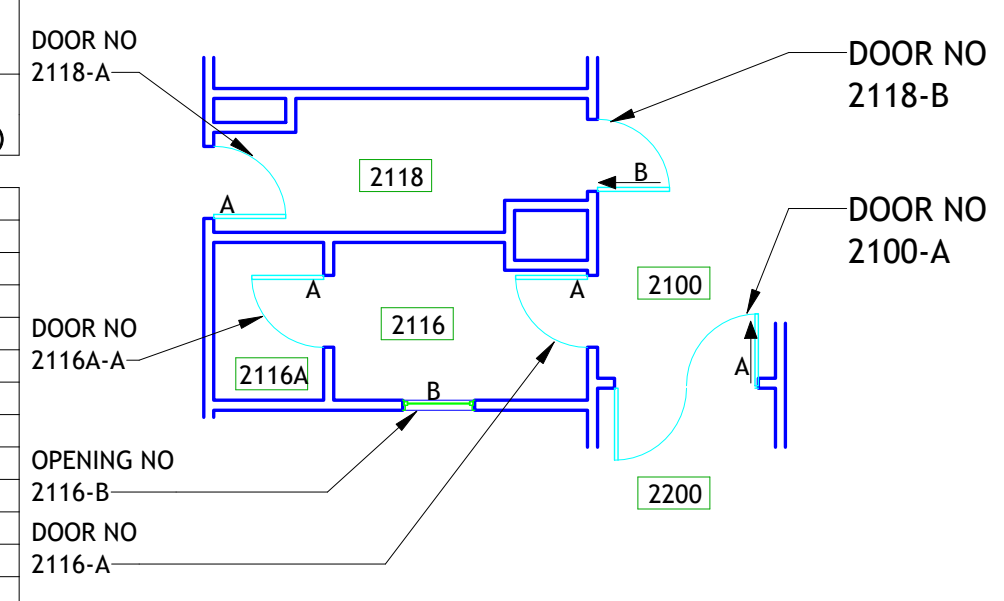 DOOR NO
2118-A
DOOR NO
2118-B
)
2118
B
A
DOOR NO
2100-A
2100
A
A
2116
DOOR NO
2116A-A
2116A
A
B
OPENING NO
2116-B
2200
DOOR NO
2116-A